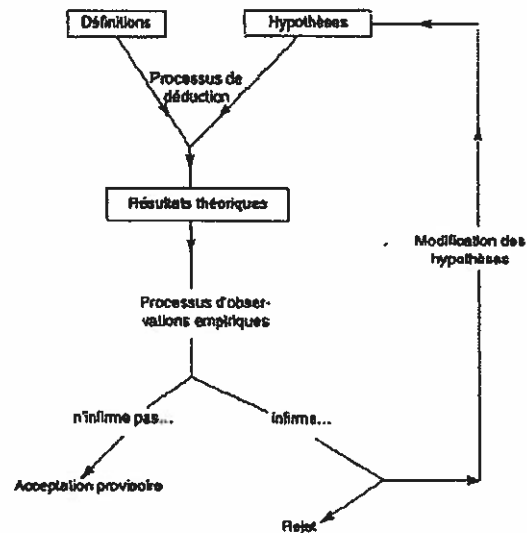 Définitions
Hypothèses
Processus de
déduction
Résultats théoriques
Modification des
hypothèses
Processus d'obser-
vations empiriques
n'infirme pas...
infirme...
Acceptation provisoire
Rejet